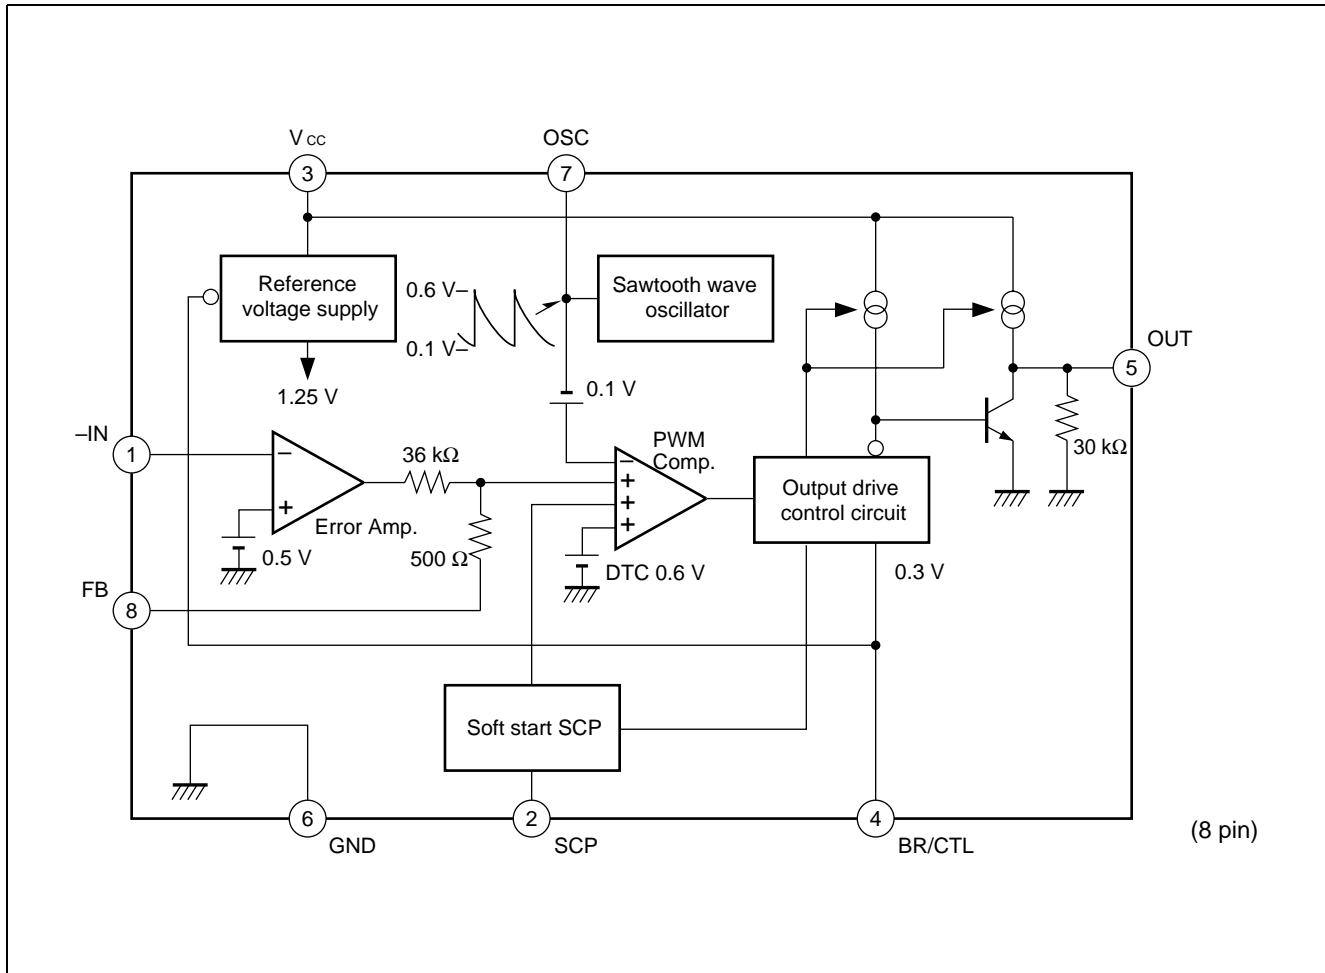 VCC
OSC
3
7
Reference
voltage supply
0.6 V–
0.1 V–
Sawtooth wave
oscillator
1.25 V
0.1 V
OUT
5
–IN
1
–
+
36 kΩ
Error Amp.
0.5 V
500 Ω
PWM
Comp.
–
+
+
+
DTC 0.6 V
Output drive
control circuit
30 kΩ
0.3 V
FB
8
Soft start SCP
6
GND
2
SCP
4
BR/CTL
(8 pin)